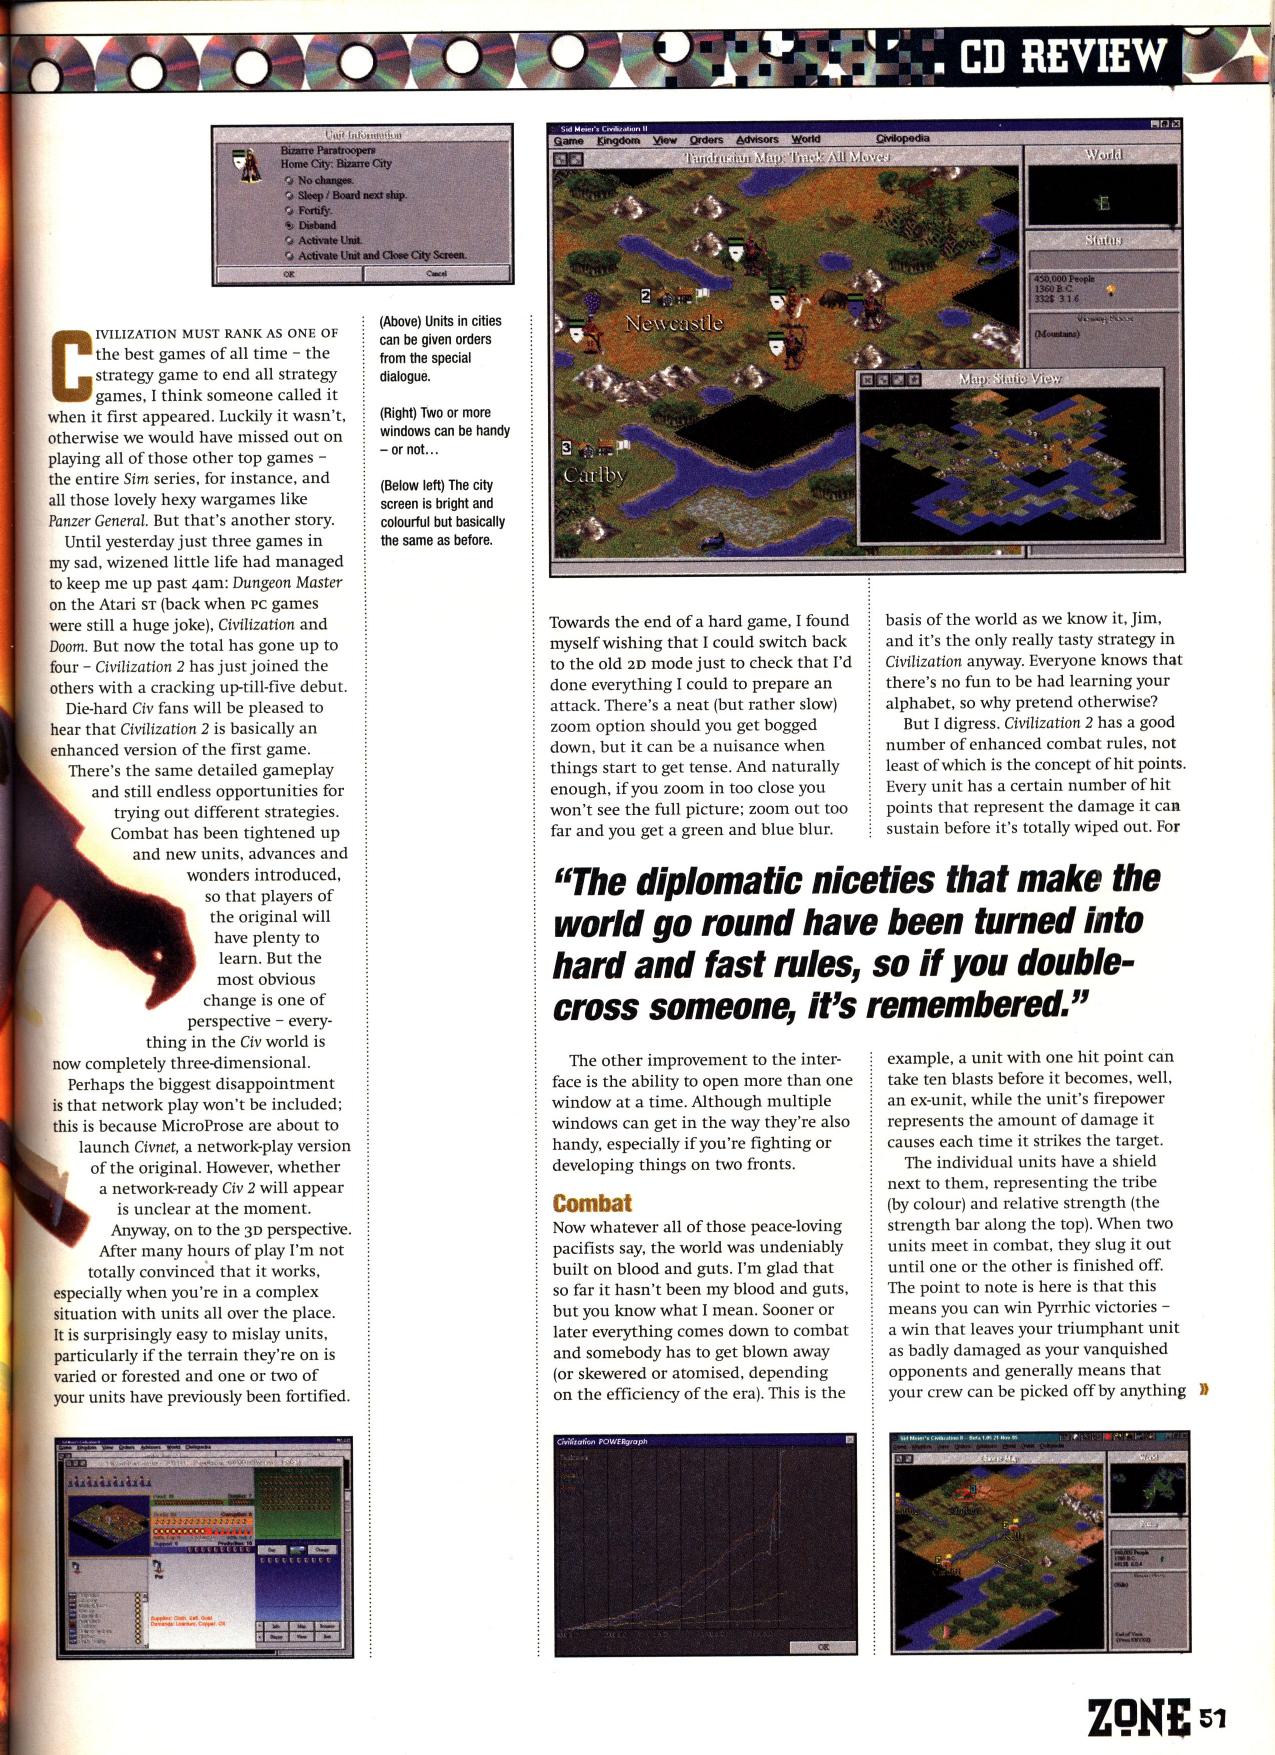 CD REVIEW
Unit Information
Bizarre Paratroopers
Home City: Bizarre City
No changes.
Sleep / Board next ship.
Fortify.
Disband
Activate Unit.
Activate Unit and Close City Screen.
OK
Cancel
Sid Meier's Civilization II
Game Kingdom View Orders Advisors World Civilopedia
Tandrusian Map: Track All Moves
World
Status
450,000 People
1360 B.C.
332$ 3.1.6
(Mountains)
2
Newcastle
3
Carlby
Map: Static View
CIVILIZATION MUST RANK AS ONE OF
the best games of all time – the
strategy game to end all strategy
games, I think someone called it
when it first appeared. Luckily it wasn't,
otherwise we would have missed out on
playing all of those other top games –
the entire Sim series, for instance, and
all those lovely hexy wargames like
Panzer General. But that's another story.
Until yesterday just three games in
my sad, wizened little life had managed
to keep me up past 4am: Dungeon Master
on the Atari ST (back when PC games
were still a huge joke), Civilization and
Doom. But now the total has gone up to
four – Civilization 2 has just joined the
others with a cracking up-till-five debut.
Die-hard Civ fans will be pleased to
hear that Civilization 2 is basically an
enhanced version of the first game.
There's the same detailed gameplay
and still endless opportunities for
trying out different strategies.
Combat has been tightened up
and new units, advances and
wonders introduced,
so that players of
the original will
have plenty to
learn. But the
most obvious
change is one of
perspective – every-
thing in the Civ world is
now completely three-dimensional.
Perhaps the biggest disappointment
is that network play won't be included;
this is because MicroProse are about to
launch Civnet, a network-play version
of the original. However, whether
a network-ready Civ 2 will appear
is unclear at the moment.
Anyway, on to the 3D perspective.
After many hours of play I'm not
totally convinced that it works,
especially when you're in a complex
situation with units all over the place.
It is surprisingly easy to mislay units,
particularly if the terrain they're on is
varied or forested and one or two of
your units have previously been fortified.
(Above) Units in cities
can be given orders
from the special
dialogue.
(Right) Two or more
windows can be handy
– or not…
(Below left) The city
screen is bright and
colourful but basically
the same as before.
Towards the end of a hard game, I found
myself wishing that I could switch back
to the old 2D mode just to check that I'd
done everything I could to prepare an
attack. There's a neat (but rather slow)
zoom option should you get bogged
down, but it can be a nuisance when
things start to get tense. And naturally
enough, if you zoom in too close you
won't see the full picture; zoom out too
far and you get a green and blue blur.
"The diplomatic niceties that make the
world go round have been turned into
hard and fast rules, so if you double-
cross someone, it's remembered."
The other improvement to the inter-
face is the ability to open more than one
window at a time. Although multiple
windows can get in the way they're also
handy, especially if you're fighting or
developing things on two fronts.
Combat
Now whatever all of those peace-loving
pacifists say, the world was undeniably
built on blood and guts. I'm glad that
so far it hasn't been my blood and guts,
but you know what I mean. Sooner or
later everything comes down to combat
and somebody has to get blown away
(or skewered or atomised, depending
on the efficiency of the era). This is the
basis of the world as we know it, Jim,
and it's the only really tasty strategy in
Civilization anyway. Everyone knows that
there's no fun to be had learning your
alphabet, so why pretend otherwise?
But I digress. Civilization 2 has a good
number of enhanced combat rules, not
least of which is the concept of hit points.
Every unit has a certain number of hit
points that represent the damage it can
sustain before it's totally wiped out. For
example, a unit with one hit point can
take ten blasts before it becomes, well,
an ex-unit, while the unit's firepower
represents the amount of damage it
causes each time it strikes the target.
The individual units have a shield
next to them, representing the tribe
(by colour) and relative strength (the
strength bar along the top). When two
units meet in combat, they slug it out
until one or the other is finished off.
The point to note is here is that this
means you can win Pyrrhic victories –
a win that leaves your triumphant unit
as badly damaged as your vanquished
opponents and generally means that
your crew can be picked off by anything »
Supplies: Cloth, Salt, Gold
Civilization POWERgraph
OK
Sid Meier's Civilization II -- Beta 1.05 21-Nov-95
World
ZONE 51